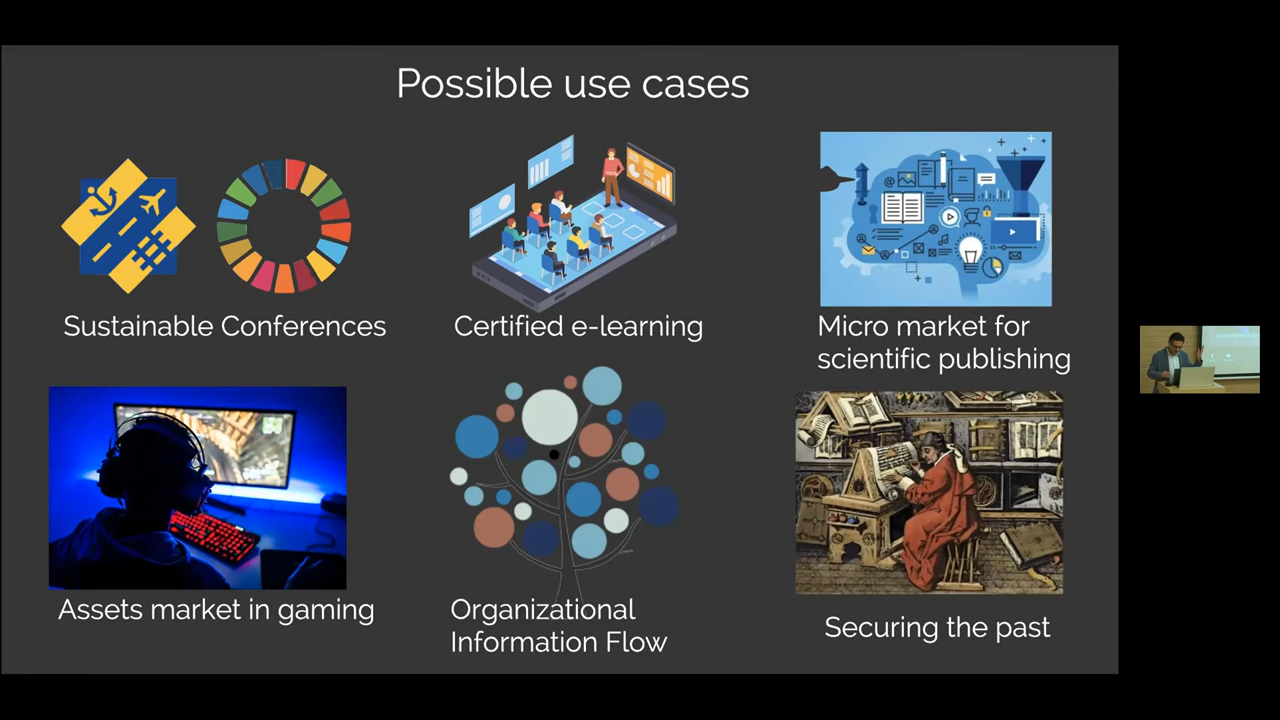 Possible use cases
Sustainable Conferences
Certified e-learning
Micro market for
scientific publishing
Assets market in gaming
Organizational
Information Flow
Securing the past